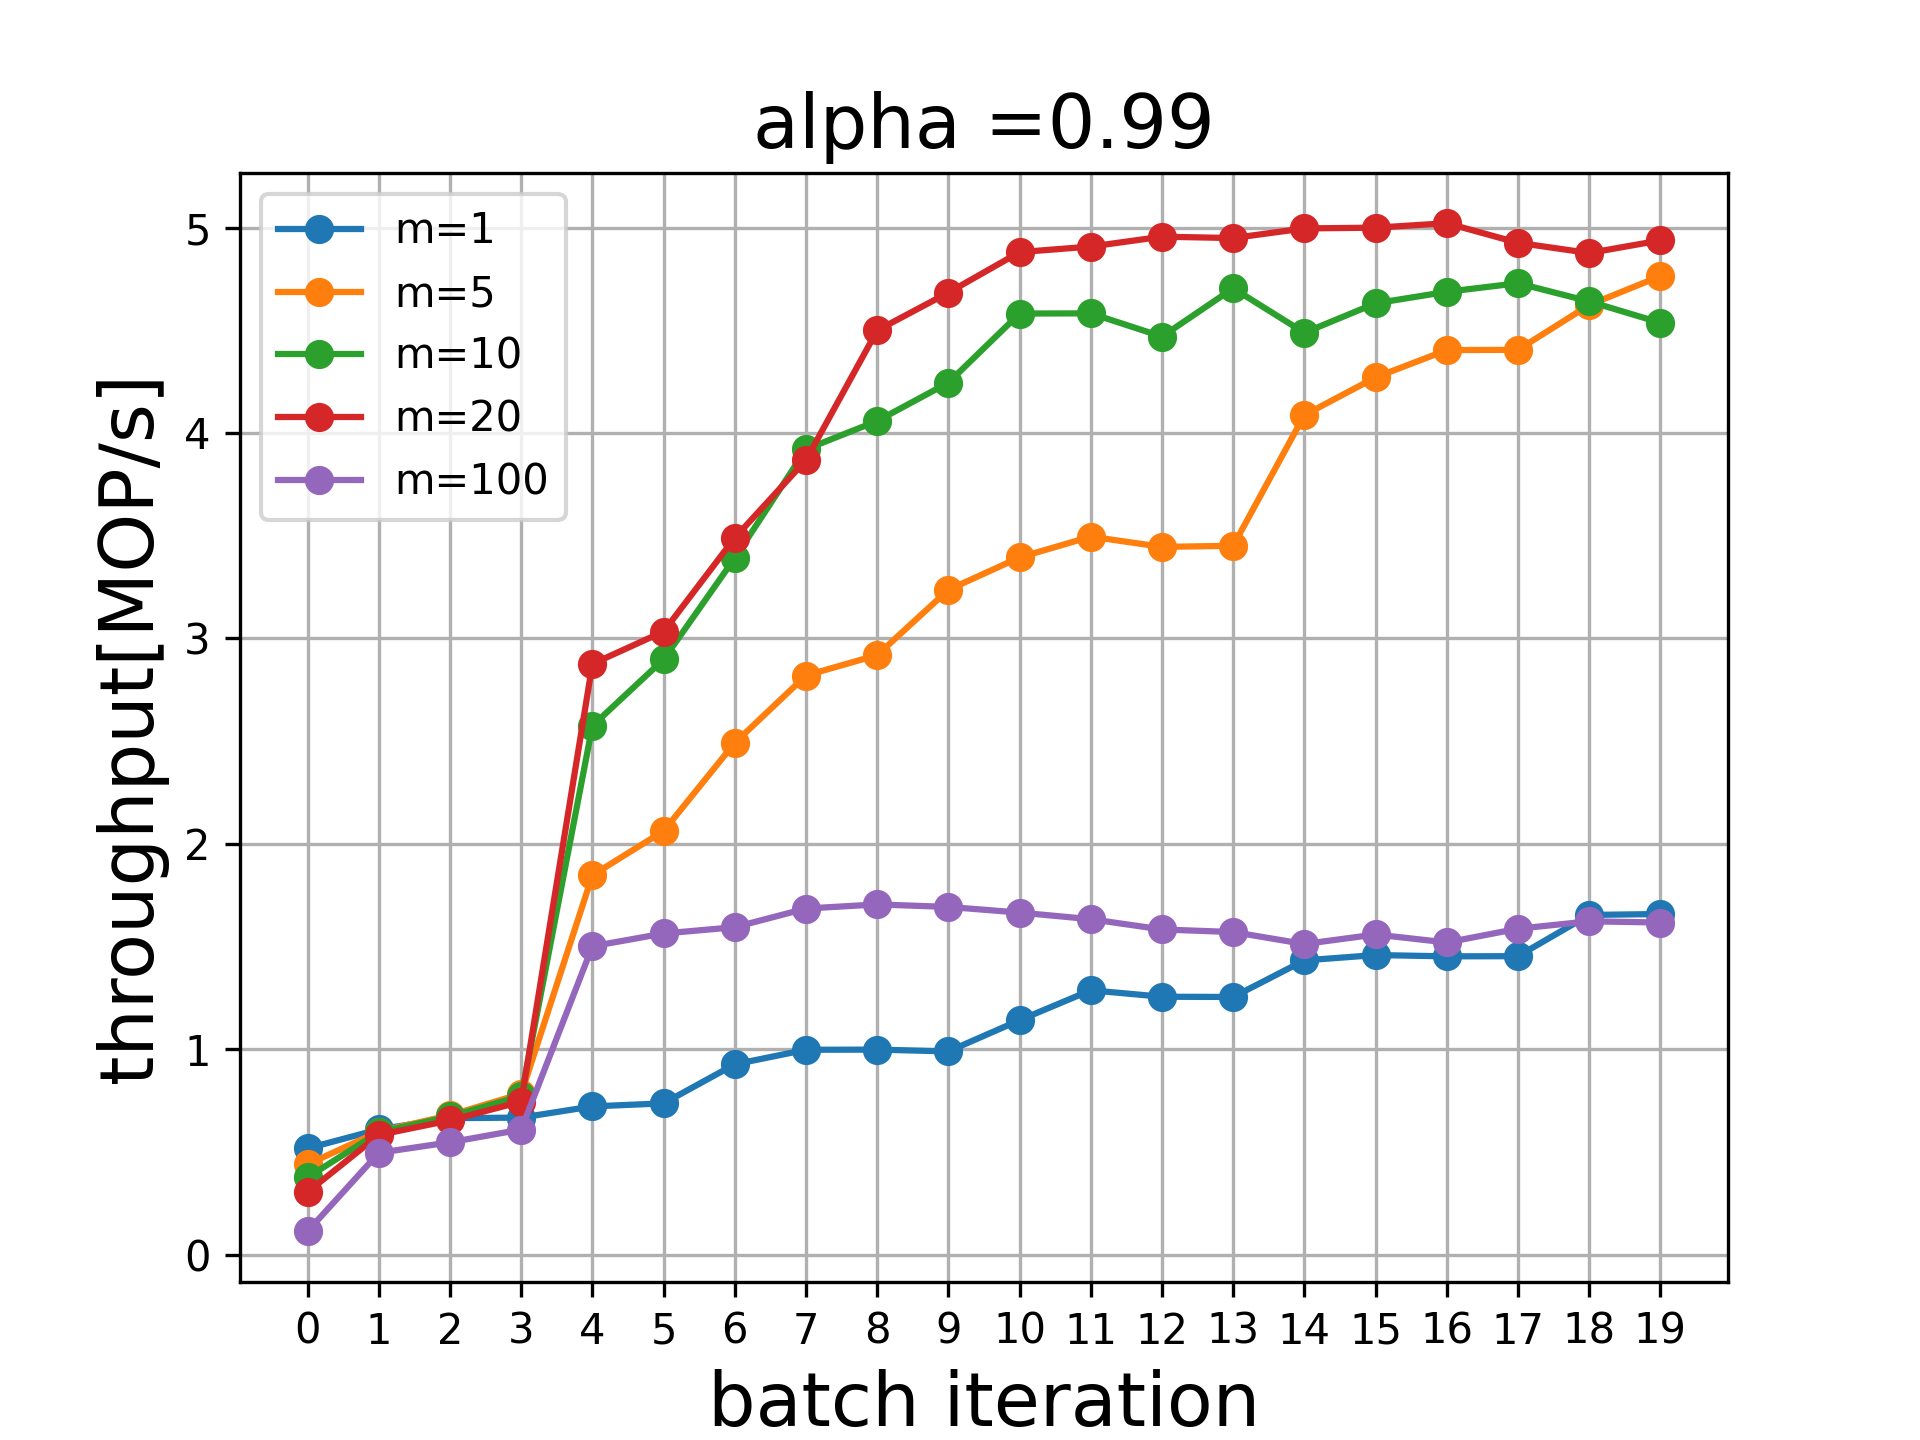 alpha =0.99
m=1
m=5
m=10
m=20
m=100
throughput[MOP/s]
5
4
3
2
1
0
0 1 2 3 4 5 6 7 8 9 10 11 12 13 14 15 16 17 18 19
batch iteration